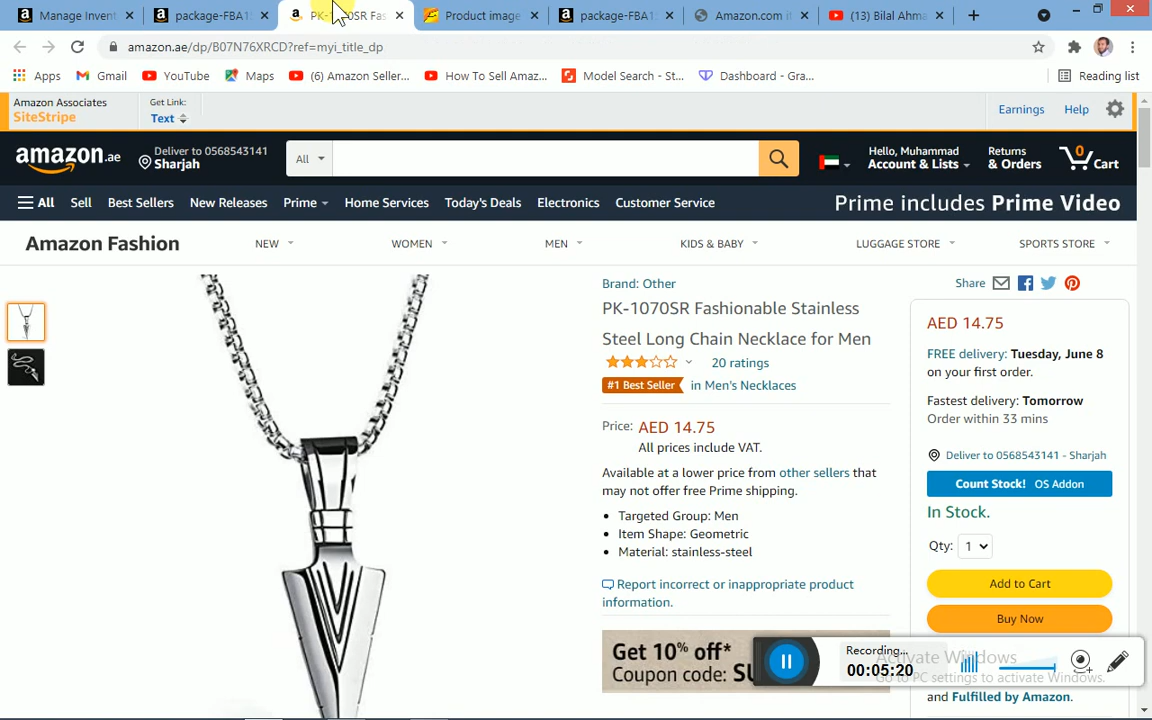 Manage Invent
package-FBA1
PK-1070SR Fas
Product image
package-FBA1
Amazon.com i
(13) Bilal Ahma
amazon.ae/dp/B07N76XRCD?ref=myi_title_dp
Apps
Gmail
YouTube
Maps
(6) Amazon Seller...
How To Sell Amaz...
Model Search - St...
Dashboard - Gra...
Reading list
Amazon Associates
SiteStripe
Get Link:
Text
Earnings
Help
amazon.ae
Deliver to 0568543141
Sharjah
All
Hello, Muhammad
Account & Lists
Returns
& Orders
0
Cart
All
Sell
Best Sellers
New Releases
Prime
Home Services
Today's Deals
Electronics
Customer Service
Prime includes Prime Video
Amazon Fashion
NEW
WOMEN
MEN
KIDS & BABY
LUGGAGE STORE
SPORTS STORE
Brand: Other
PK-1070SR Fashionable Stainless
Steel Long Chain Necklace for Men
20 ratings
#1 Best Seller in Men's Necklaces
Price: AED 14.75
All prices include VAT.
Available at a lower price from other sellers that
may not offer free Prime shipping.
Targeted Group: Men
Item Shape: Geometric
Material: stainless-steel
Report incorrect or inappropriate product
information.
Get 10% off*
Coupon code: SU
Share
AED 14.75
FREE delivery: Tuesday, June 8
on your first order.
Fastest delivery: Tomorrow
Order within 33 mins
Deliver to 0568543141 - Sharjah
Count Stock! OS Addon
In Stock.
Qty: 1
Add to Cart
Buy Now
Recording...
00:05:20
Activate Windows
Go to PC settings to activate Windows.
and Fulfilled by Amazon.